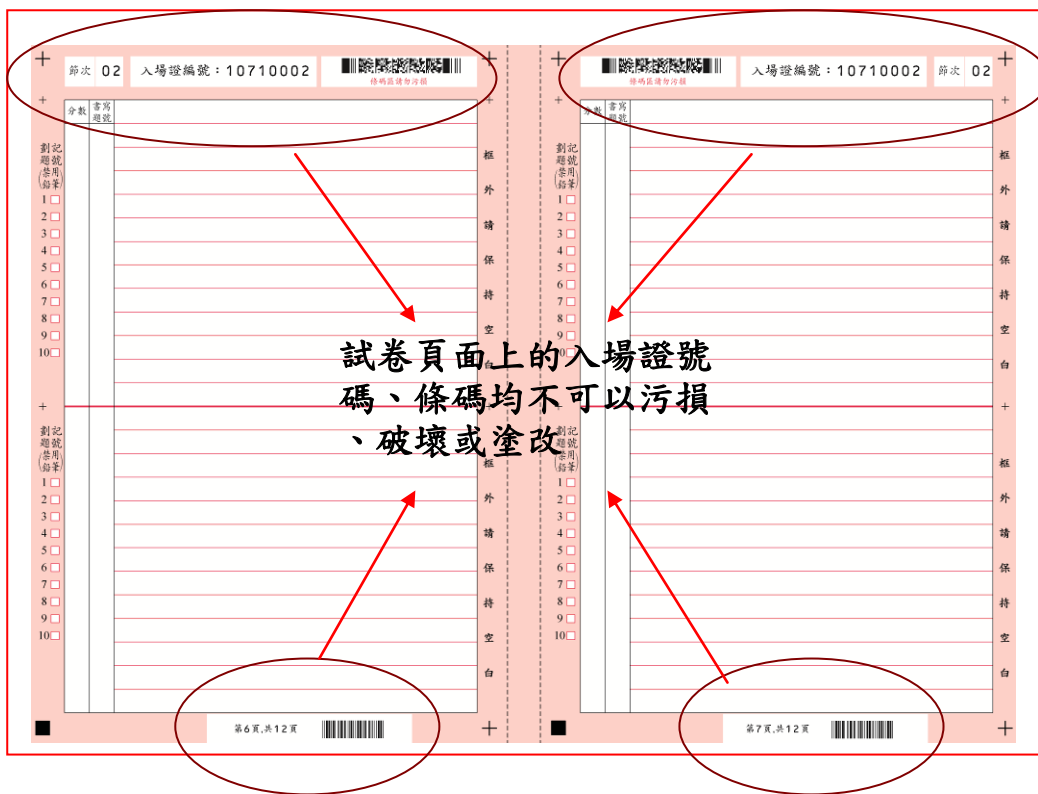 節次 02 入場證編號：10710002
條碼區請勿污損
分數 書寫題號
劃記題號
(禁用鉛筆)
1
2
3
4
5
6
7
8
9
10
框外請保持空白
劃記題號
(禁用鉛筆)
1
2
3
4
5
6
7
8
9
10
框外請保持空白
第6頁,共12頁
條碼區請勿污損
入場證編號：10710002 節次 02
分數 書寫題號
劃記題號
(禁用鉛筆)
1
2
3
4
5
6
7
8
9
10
框外請保持空白
劃記題號
(禁用鉛筆)
1
2
3
4
5
6
7
8
9
10
框外請保持空白
第7頁,共12頁
試卷頁面上的入場證號
碼、條碼均不可以污損
、破壞或塗改